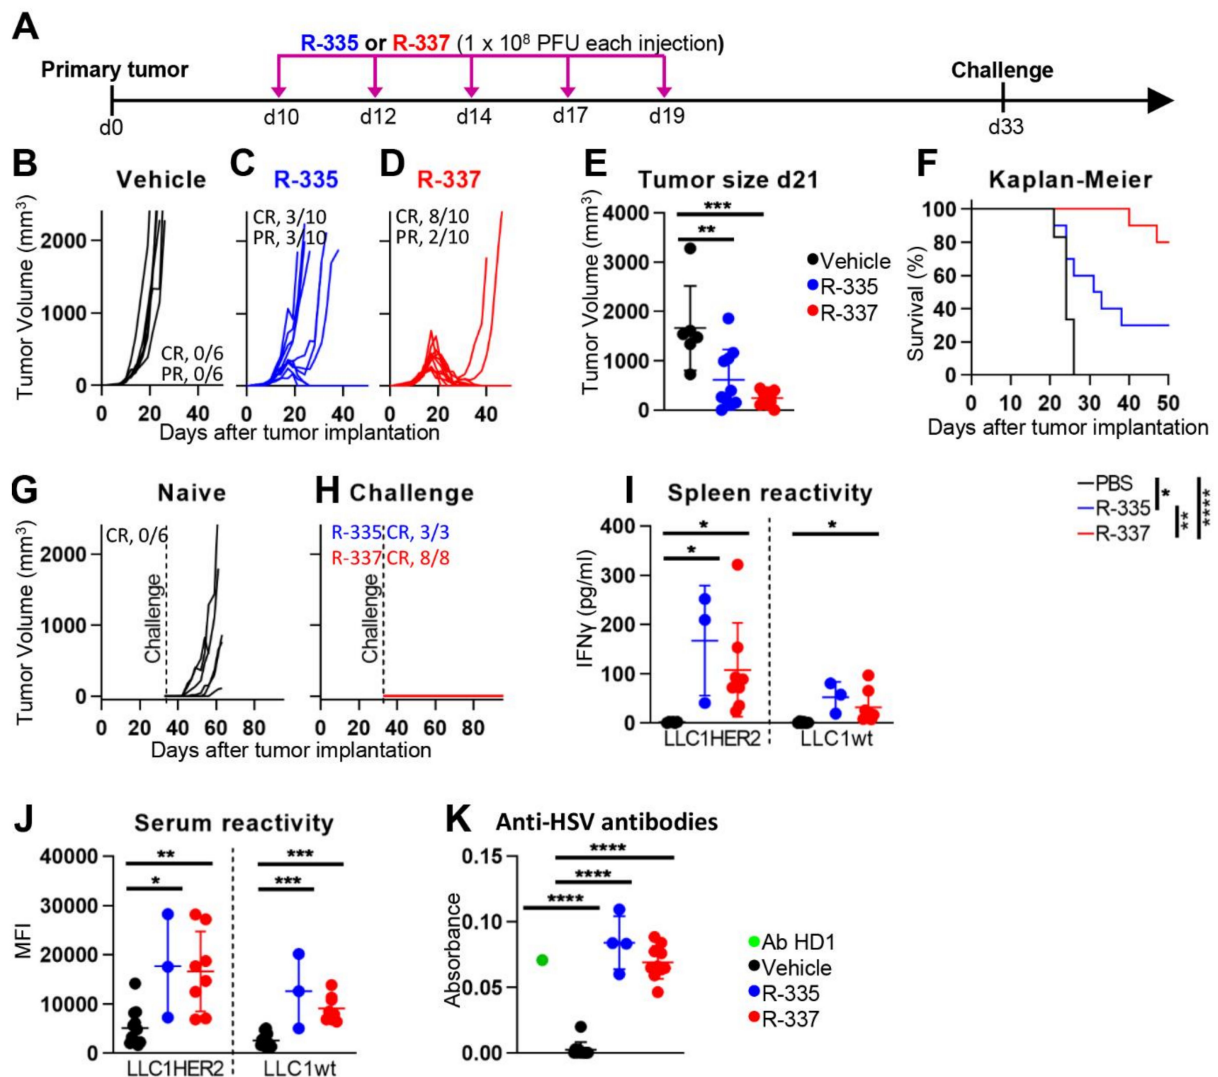 A
R-335 or R-337 (1 x 10⁸ PFU each injection)
Primary tumor
Challenge
d0
d10
d12
d14
d17
d19
d33
B
Vehicle
Tumor Volume (mm³)
2000
1000
0
0 20 40
CR, 0/6
PR, 0/6
C
R-335
CR, 3/10
PR, 3/10
0 20 40
D
R-337
CR, 8/10
PR, 2/10
0 20 40
Days after tumor implantation
E
Tumor size d21
Tumor Volume (mm³)
4000
3000
2000
1000
0
***
**
Vehicle
R-335
R-337
F
Kaplan-Meier
Survival (%)
100
80
60
40
20
0
0 10 20 30 40 50
Days after tumor implantation
PBS
R-335
R-337
*
**
****
G
Naive
Tumor Volume (mm³)
2000
1000
0
CR, 0/6
Challenge
0 20 40 60 80
H
Challenge
R-335 CR, 3/3
R-337 CR, 8/8
Challenge
0 20 40 60 80
Days after tumor implantation
I
Spleen reactivity
IFNγ (pg/ml)
400
300
200
100
0
*
*
*
LLC1HER2
LLC1wt
J
Serum reactivity
MFI
40000
30000
20000
10000
0
**
*
***
***
LLC1HER2
LLC1wt
K
Anti-HSV antibodies
Absorbance
0.15
0.10
0.05
0.00
****
****
****
Ab HD1
Vehicle
R-335
R-337